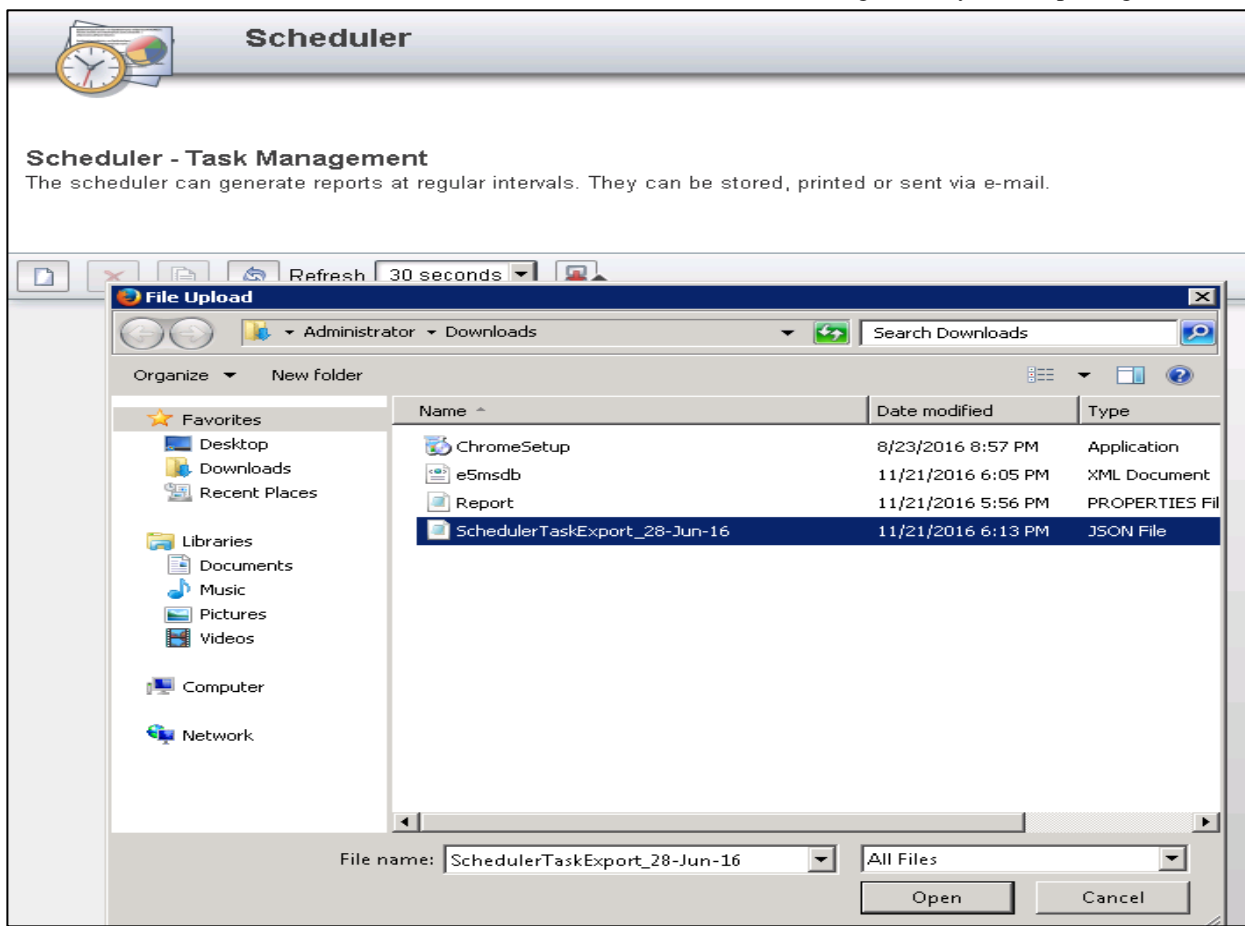 Scheduler
Scheduler - Task Management
The scheduler can generate reports at regular intervals. They can be stored, printed or sent via e-mail.
Refresh 30 seconds
File Upload
Administrator Downloads Search Downloads
Organize New folder
Favorites
Desktop
Downloads
Recent Places
Libraries
Documents
Music
Pictures
Videos
Computer
Network
Name Date modified Type
ChromeSetup 8/23/2016 8:57 PM Application
e5msdb 11/21/2016 6:05 PM XML Document
Report 11/21/2016 5:56 PM PROPERTIES Fil
SchedulerTaskExport_28-Jun-16 11/21/2016 6:13 PM JSON File
File name: SchedulerTaskExport_28-Jun-16 All Files
Open Cancel